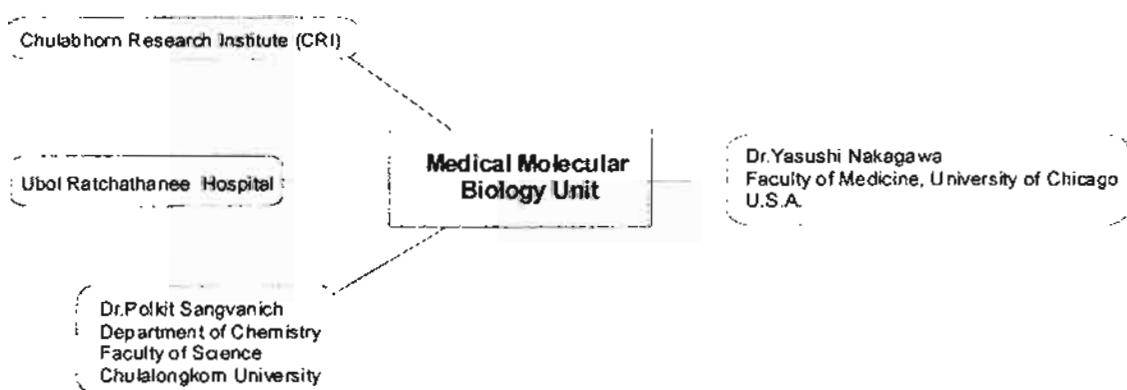 Chulabhorn Research Institute (CRI)
Ubol Ratchathanee Hospital
Medical Molecular
Biology Unit
Dr.Yasushi Nakagawa
Faculty of Medicine, University of Chicago
U.S.A.
Dr.Polkit Sangvanich
Department of Chemistry
Faculty of Science
Chulalongkorn University